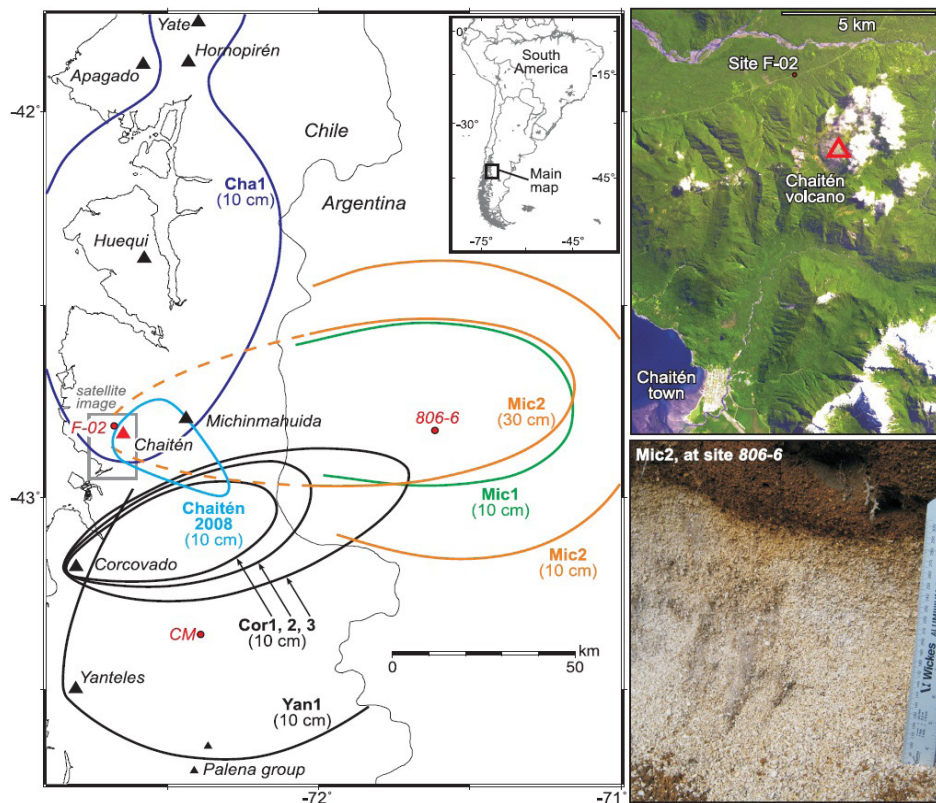 Yate
Hornopirén
Apagado
-42°
Chile
Cha1
(10 cm)
Argentina
Huequi
satellite
image
F-02
Chaitén
Michinmahuida
806-6
Mic2
(30 cm)
-43°
Chaitén
2008
(10 cm)
Mic1
(10 cm)
Mic2
(10 cm)
Corcovado
Cor1, 2, 3
(10 cm)
CM
km
0
50
Yanteles
Yan1
(10 cm)
Palena group
-72°
-71°
0°
South
America
-15°
-30°
Main
map
-45°
-75°
-45°
5 km
Site F-02
Chaitén
volcano
Chaitén
town
Mic2, at site 806-6
Wickes